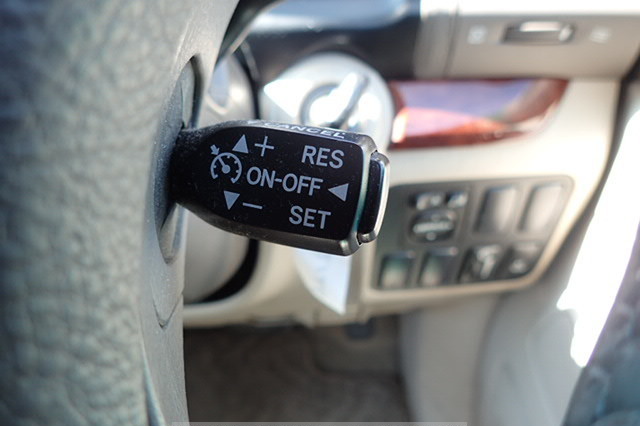 CANCEL
+ RES
ON-OFF
− SET